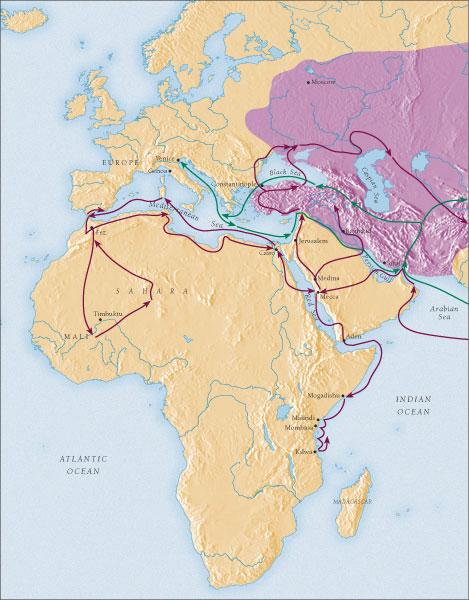 Moscow
EUROPE
Venice
Genoa
Constantinople
Black Sea
Caspian Sea
Mediterranean
Sea
Fez
Jerusalem
Baghdad
Cairo
Persian Gulf
Medina
Mecca
SAHARA
Red Sea
Arabian
Sea
Timbuktu
MALI
Aden
Mogadishu
INDIAN
OCEAN
Malindi
Mombasa
Kilwa
ATLANTIC
OCEAN
MADAGASCAR